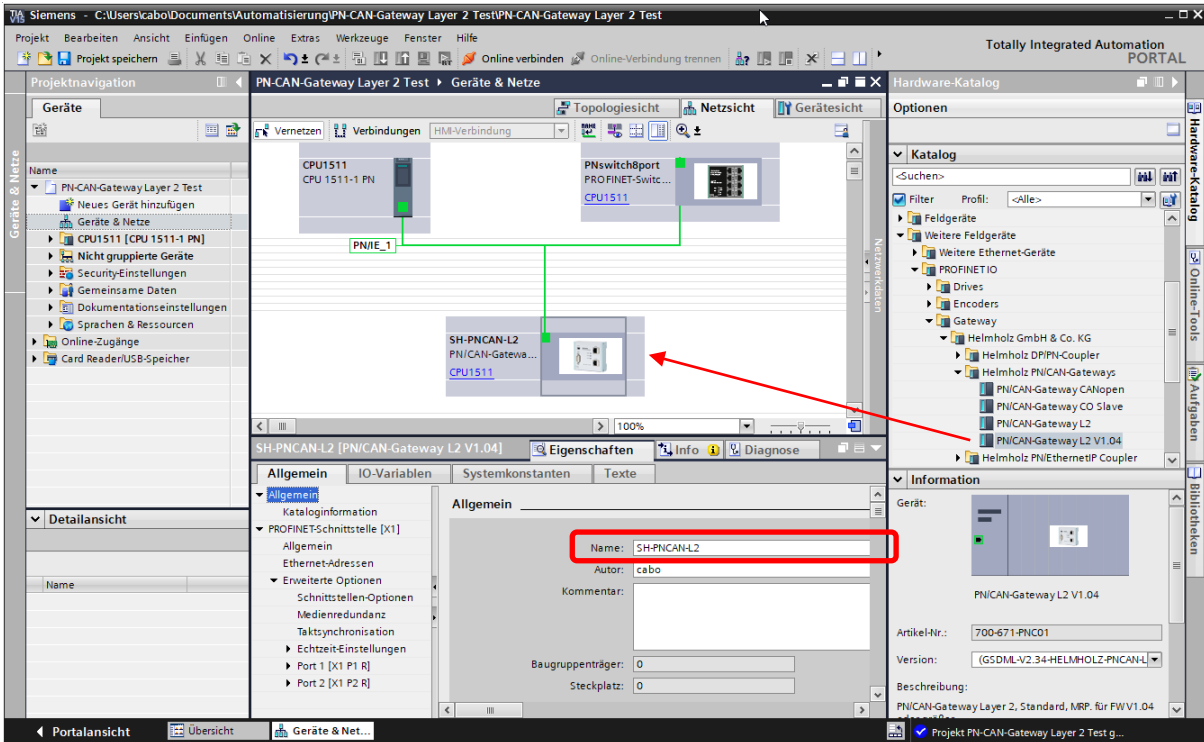 Siemens - C:\Users\cabo\Documents\Automatisierung\PN-CAN-Gateway Layer 2 Test\PN-CAN-Gateway Layer 2 Test
Projekt Bearbeiten Ansicht Einfügen Online Extras Werkzeuge Fenster Hilfe
Totally Integrated Automation
PORTAL
Projekt speichern
Online verbinden
Online-Verbindung trennen
Projektnavigation
Geräte
Geräte & Netze
Name
PN-CAN-Gateway Layer 2 Test
Neues Gerät hinzufügen
Geräte & Netze
CPU1511 [CPU 1511-1 PN]
Nicht gruppierte Geräte
Security-Einstellungen
Gemeinsame Daten
Dokumentationseinstellungen
Sprachen & Ressourcen
Online-Zugänge
Card Reader/USB-Speicher
Detailansicht
Name
PN-CAN-Gateway Layer 2 Test Geräte & Netze
Topologiesicht
Netzsicht
Gerätesicht
Vernetzen
Verbindungen
HMI-Verbindung
CPU1511
CPU 1511-1 PN
PNswitch8port
PROFINET-Switc...
CPU1511
PN/IE_1
SH-PNCAN-L2
PN/CAN-Gatewa...
CPU1511
Netzwerkdaten
100%
SH-PNCAN-L2 [PN/CAN-Gateway L2 V1.04]
Eigenschaften
Info
Diagnose
Allgemein
IO-Variablen
Systemkonstanten
Texte
Allgemein
Kataloginformation
PROFINET-Schnittstelle [X1]
Allgemein
Ethernet-Adressen
Erweiterte Optionen
Schnittstellen-Optionen
Medienredundanz
Taktsynchronisation
Echtzeit-Einstellungen
Port 1 [X1 P1 R]
Port 2 [X1 P2 R]
Allgemein
Name: SH-PNCAN-L2
Autor: cabo
Kommentar:
Baugruppenträger: 0
Steckplatz: 0
Hardware-Katalog
Optionen
Katalog
<Suchen>
Filter Profil: <Alle>
Feldgeräte
Weitere Feldgeräte
Weitere Ethernet-Geräte
PROFINET IO
Drives
Encoders
Gateway
Helmholz GmbH & Co. KG
Helmholz DP/PN-Coupler
Helmholz PN/CAN-Gateways
PN/CAN-Gateway CANopen
PN/CAN-Gateway CO Slave
PN/CAN-Gateway L2
PN/CAN-Gateway L2 V1.04
Helmholz PN/EthernetIP Coupler
Information
Gerät:
PN/CAN-Gateway L2 V1.04
Artikel-Nr.: 700-671-PNC01
Version: (GSDML-V2.34-HELMHOLZ-PNCAN-L
Beschreibung:
PN/CAN-Gateway Layer 2, Standard, MRP. für FW V1.04
Hardware-Katalog
Online-Tools
Aufgaben
Bibliotheken
Portalansicht
Übersicht
Geräte & Net...
Projekt PN-CAN-Gateway Layer 2 Test g...